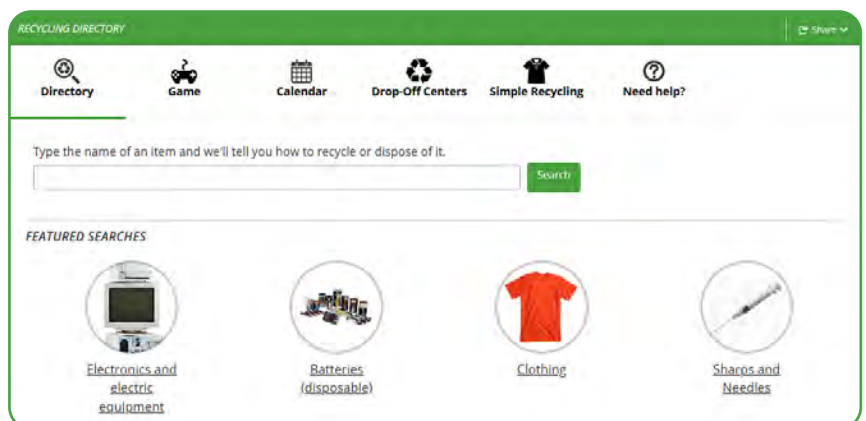 RECYCLING DIRECTORY
Share
Directory
Game
Calendar
Drop-Off Centers
Simple Recycling
Need help?
Type the name of an item and we'll tell you how to recycle or dispose of it.
Search
FEATURED SEARCHES
Electronics and
electric
equipment
Batteries
(disposable)
Clothing
Sharps and
Needles